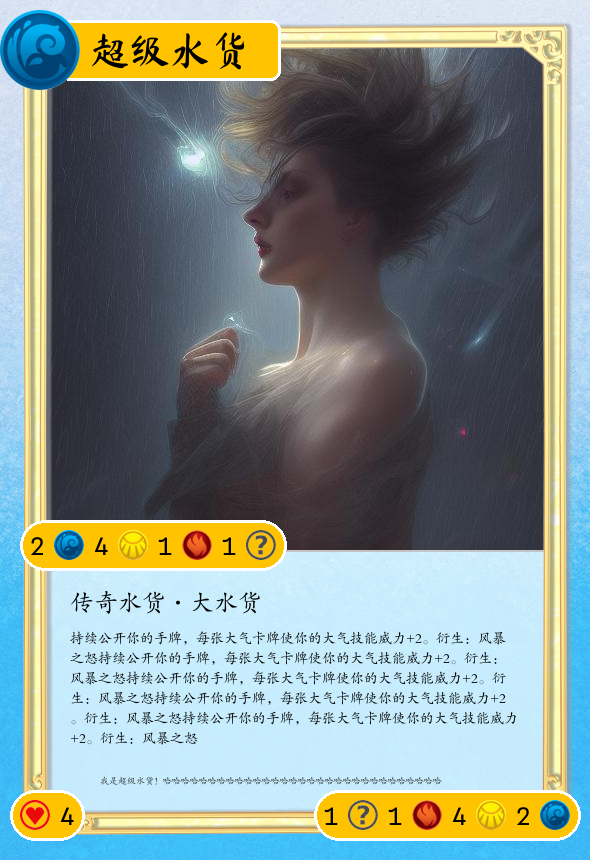 超级水货
2 4 1 1 ?
传奇水货·大水货
持续公开你的手牌，每张大气卡牌使你的大气技能威力+2。衍生：风暴
之怒持续公开你的手牌，每张大气卡牌使你的大气技能威力+2。衍生：
风暴之怒持续公开你的手牌，每张大气卡牌使你的大气技能威力+2。衍
生：风暴之怒持续公开你的手牌，每张大气卡牌使你的大气技能威力+2
。衍生：风暴之怒持续公开你的手牌，每张大气卡牌使你的大气技能威力
+2。衍生：风暴之怒
我是超级水货！
4
1 ? 1 4 2